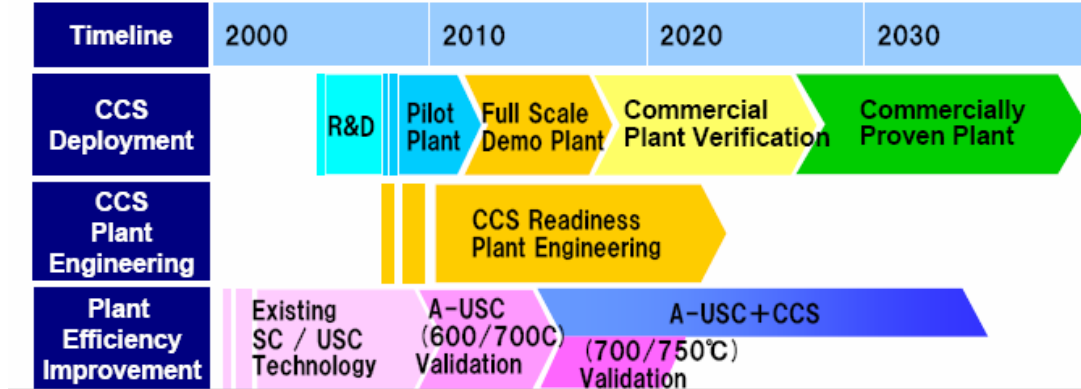 Timeline
2000
2010
2020
2030
CCS
Deployment
R&D
Pilot
Plant
Full Scale
Demo Plant
Commercial
Plant Verification
Commercially
Proven Plant
CCS
Plant
Engineering
CCS Readiness
Plant Engineering
Plant
Efficiency
Improvement
Existing
SC / USC
Technology
A-USC
(600/700C)
Validation
A-USC+CCS
(700/750℃)
Validation